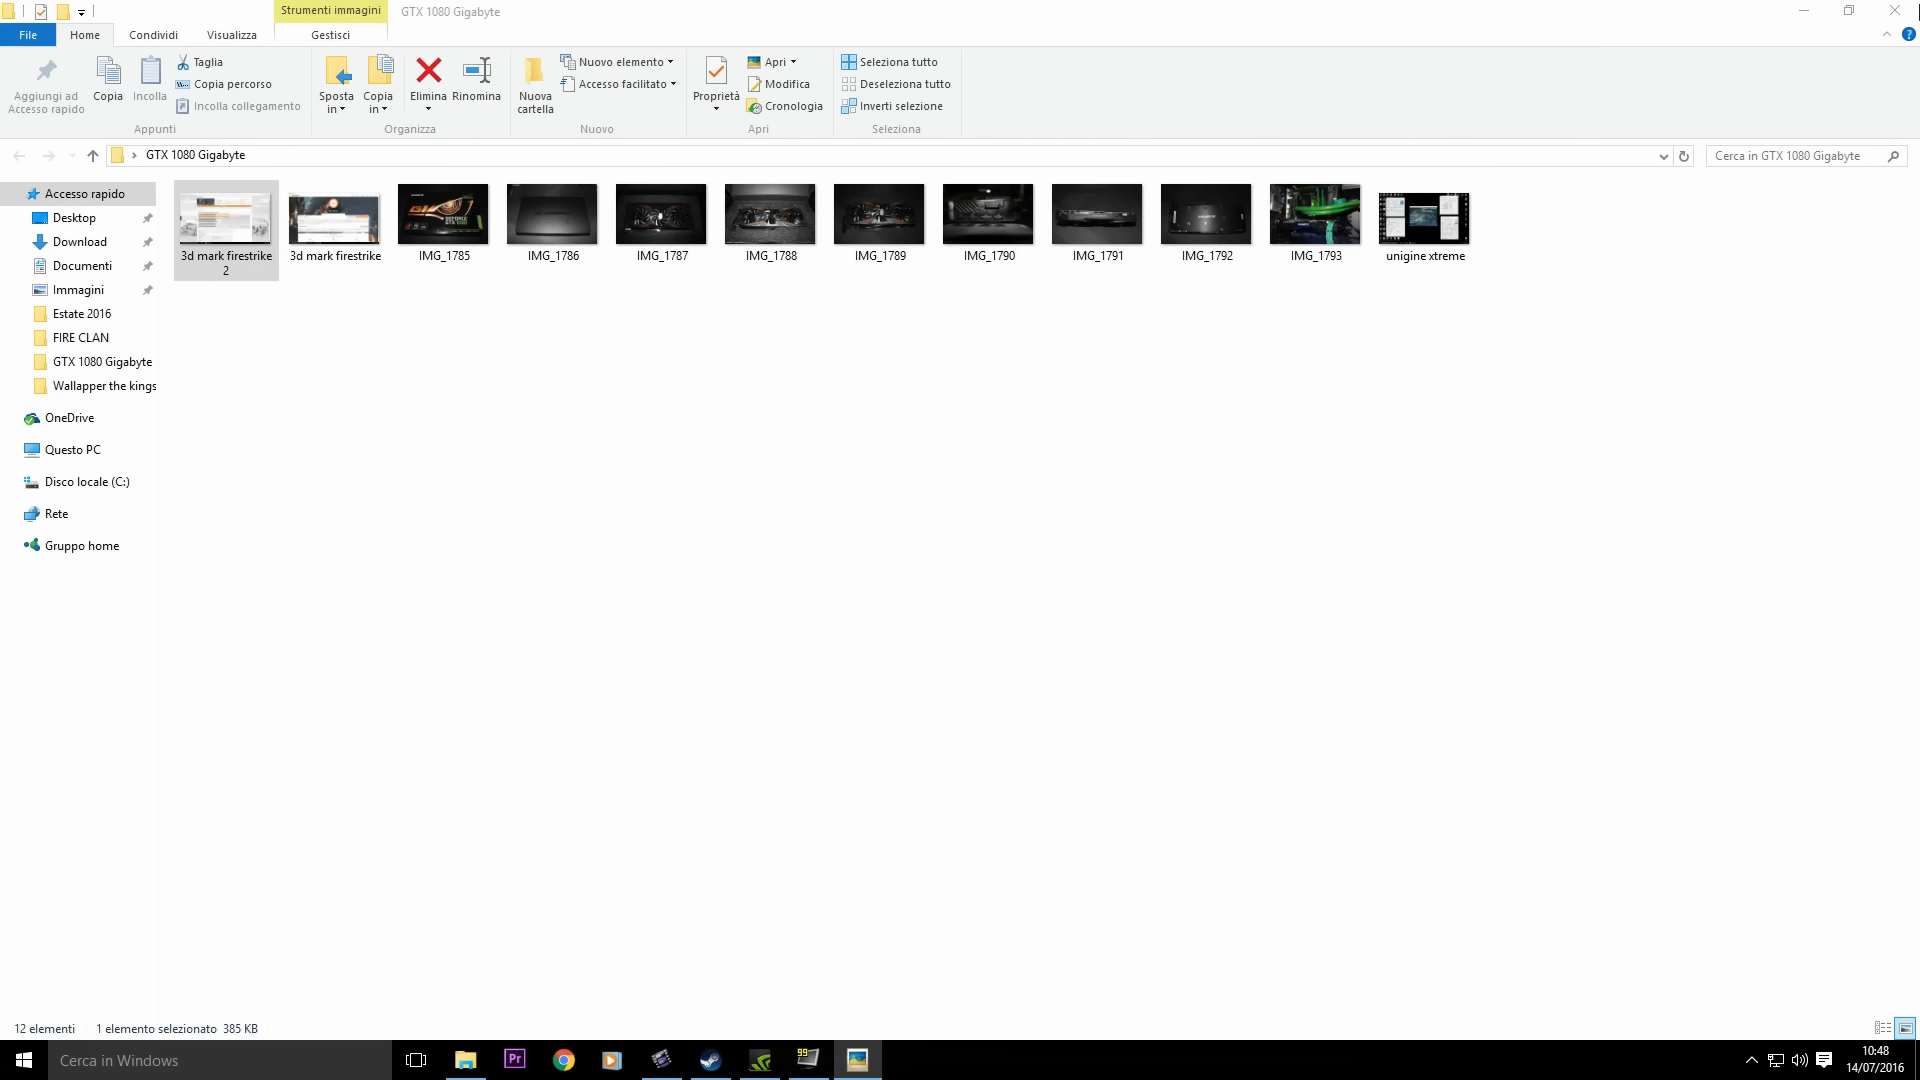 Strumenti immagini
GTX 1080 Gigabyte
File
Home
Condividi
Visualizza
Gestisci
Aggiungi ad
Accesso rapido
Copia
Incolla
Taglia
Copia percorso
Incolla collegamento
Appunti
Sposta
in
Copia
in
Elimina
Rinomina
Organizza
Nuova
cartella
Nuovo elemento
Accesso facilitato
Nuovo
Proprietà
Apri
Modifica
Cronologia
Apri
Seleziona tutto
Deseleziona tutto
Inverti selezione
Seleziona
GTX 1080 Gigabyte
Cerca in GTX 1080 Gigabyte
Accesso rapido
Desktop
Download
Documenti
Immagini
Estate 2016
FIRE CLAN
GTX 1080 Gigabyte
Wallapper the kings
OneDrive
Questo PC
Disco locale (C:)
Rete
Gruppo home
3d mark firestrike
2
3d mark firestrike
IMG_1785
IMG_1786
IMG_1787
IMG_1788
IMG_1789
IMG_1790
IMG_1791
IMG_1792
IMG_1793
unigine xtreme
12 elementi
1 elemento selezionato 385 KB
Cerca in Windows
Pr
99
10:48
14/07/2016